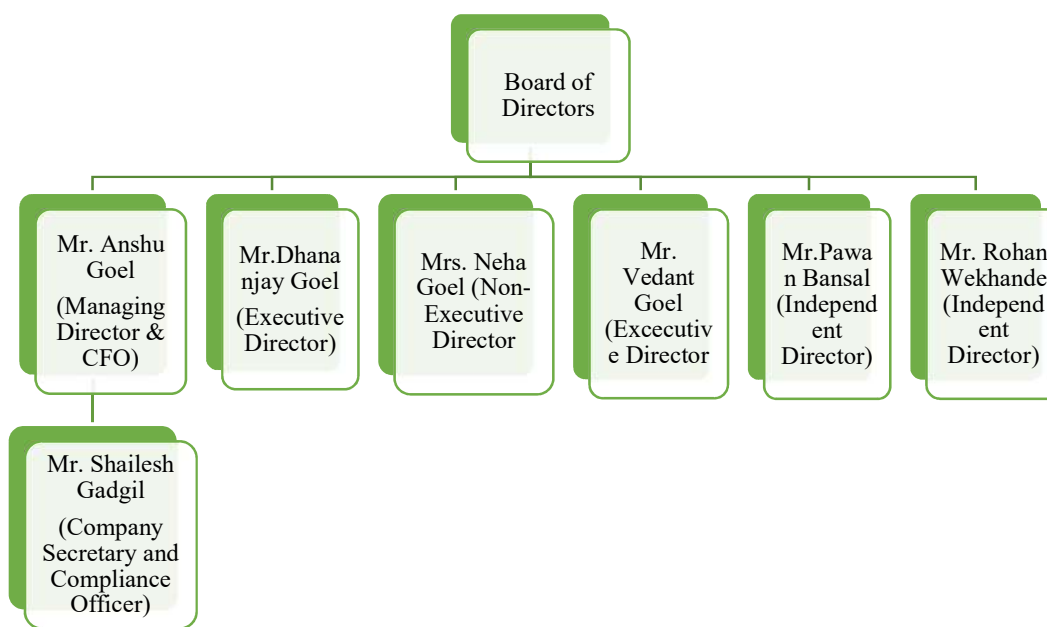 Board of
Directors
Mr. Anshu
Goel
(Managing
Director &
CFO)
Mr.Dhana
njay Goel
(Executive
Director)
Mrs. Neha
Goel (Non-
Executive
Director
Mr.
Vedant
Goel
(Excecutiv
e Director
Mr.Pawa
n Bansal
(Independ
ent
Director)
Mr. Rohan
Wekhande
(Independ
ent
Director)
Mr. Shailesh
Gadgil
(Company
Secretary and
Compliance
Officer)